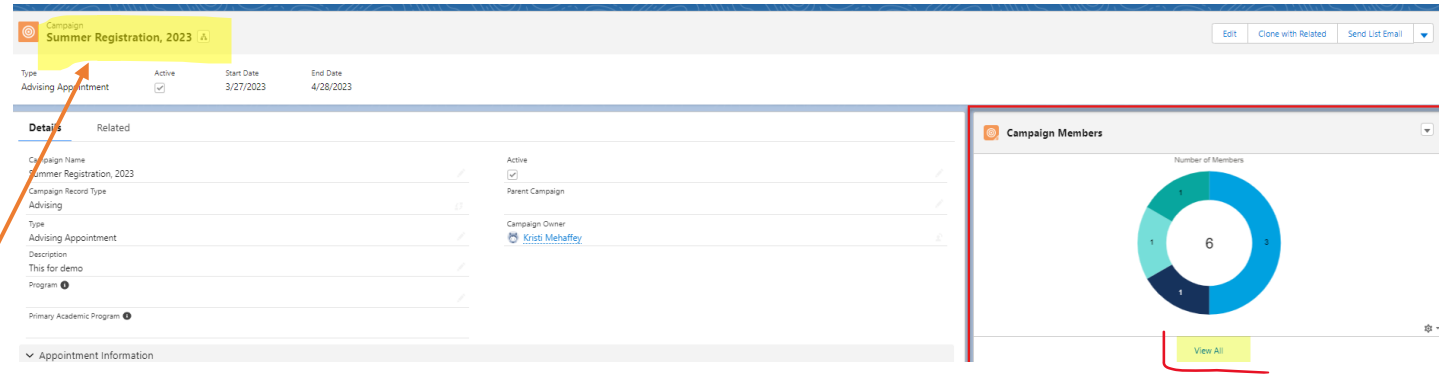 Campaign
Summer Registration, 2023
Edit Clone with Related Send List Email
Type Active Start Date End Date
Advising Appointment 3/27/2023 4/28/2023
Details Related
Campaign Name
Summer Registration, 2023
Campaign Record Type
Advising
Type
Advising Appointment
Description
This for demo
Program
Primary Academic Program
Appointment Information
Active
Parent Campaign
Campaign Owner
Kristi Mehaffey
Campaign Members
Number of Members
1
1 6 3
1
View All